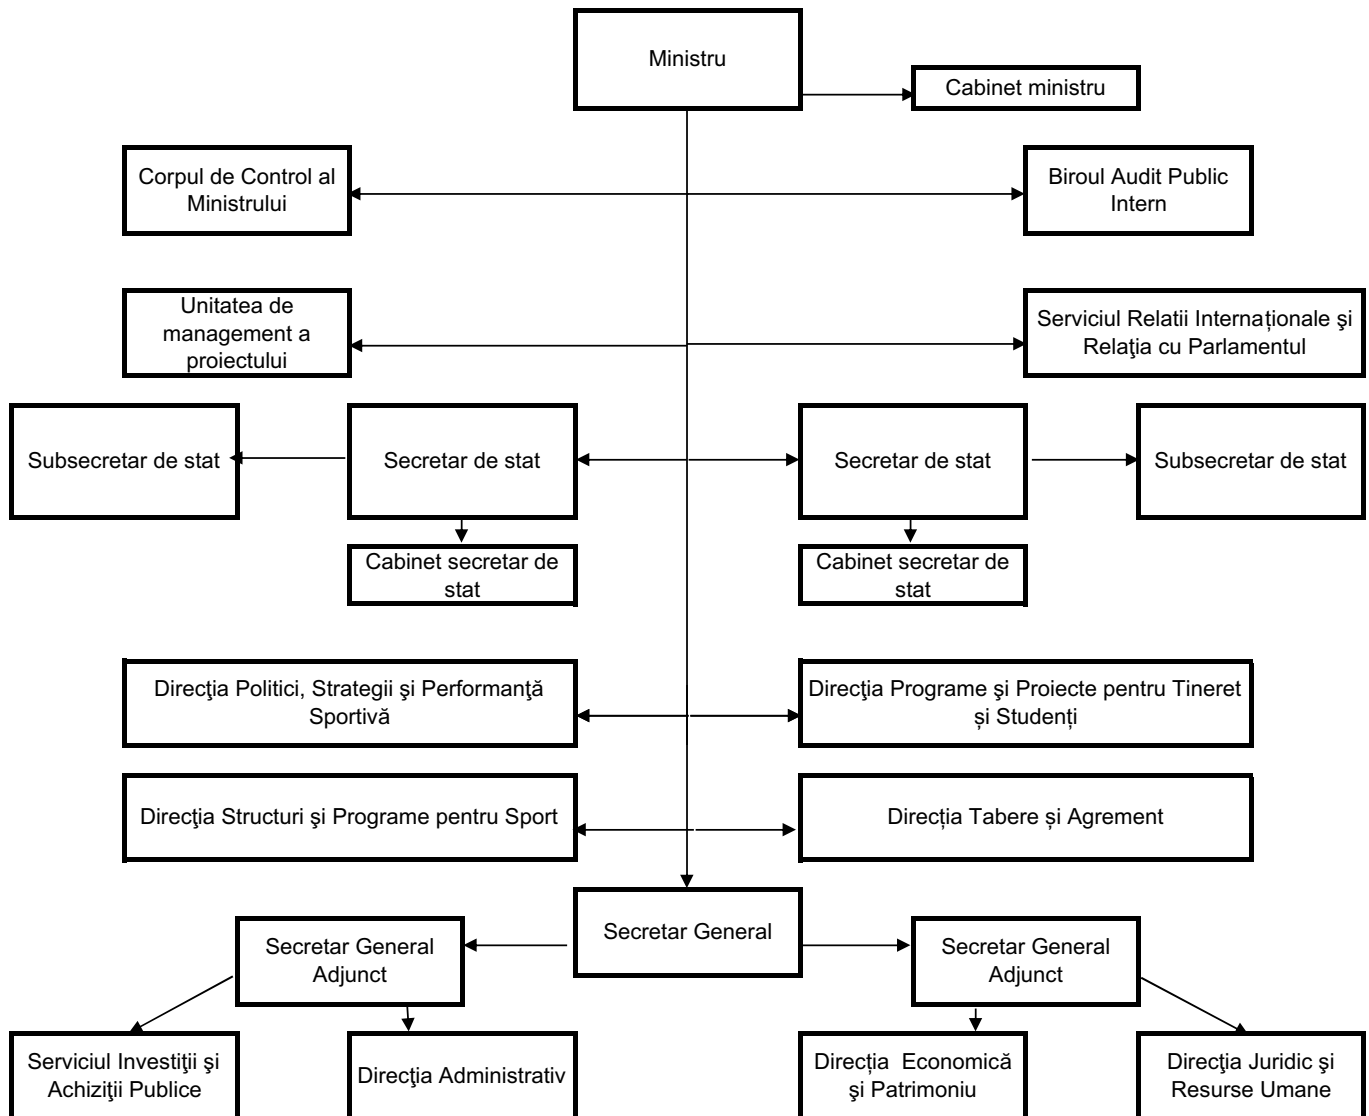 Ministru
Cabinet ministru
Corpul de Control al
Ministrului
Biroul Audit Public
Intern
Unitatea de
management a
proiectului
Serviciul Relatii Internaționale şi
Relaţia cu Parlamentul
Subsecretar de stat
Secretar de stat
Secretar de stat
Subsecretar de stat
Cabinet secretar de
stat
Cabinet secretar de
stat
Direcţia Politici, Strategii şi Performanţă
Sportivă
Direcţia Programe şi Proiecte pentru Tineret
și Studenți
Direcţia Structuri şi Programe pentru Sport
Direcția Tabere și Agrement
Secretar General
Secretar General
Adjunct
Secretar General
Adjunct
Serviciul Investiţii şi
Achiziţii Publice
Direcţia Administrativ
Direcția Economică
şi Patrimoniu
Direcţia Juridic şi
Resurse Umane